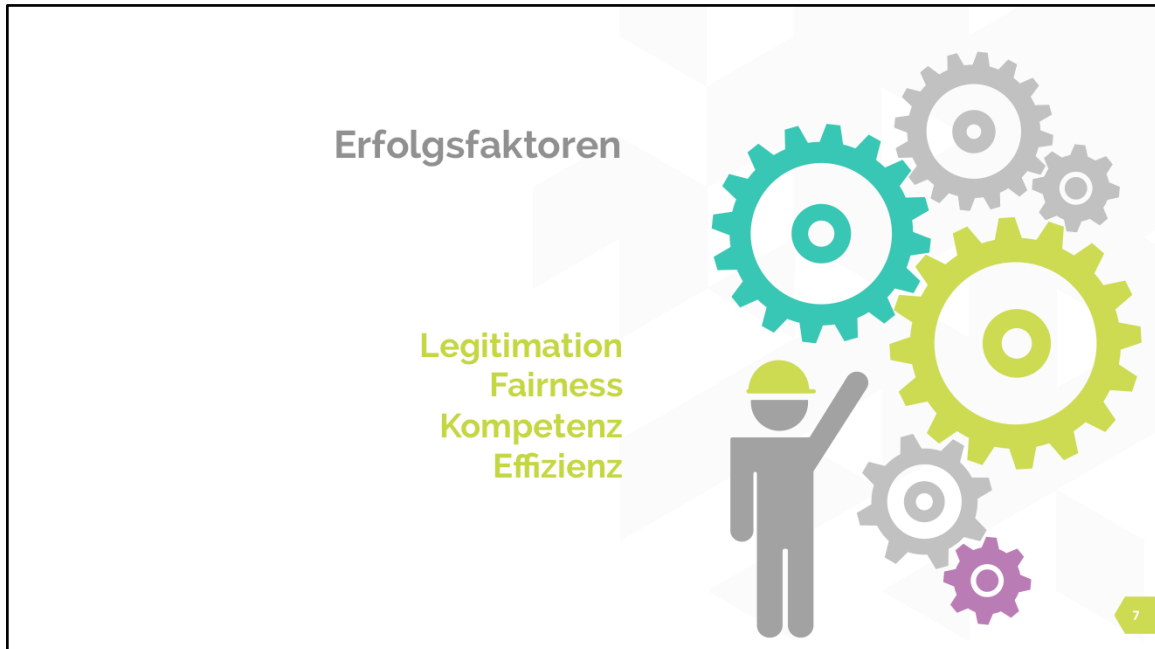 Erfolgsfaktoren
Legitimation
Fairness
Kompetenz
Effizienz
7